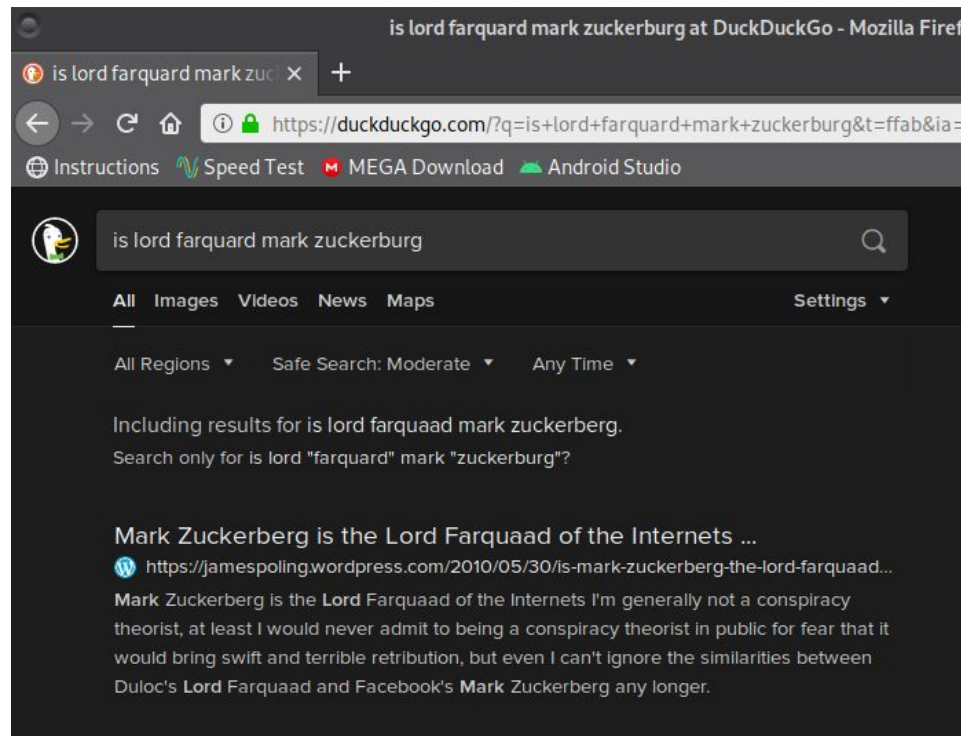 is lord farquard mark zuckerburg at DuckDuckGo - Mozilla Firef
is lord farquard mark zuc
https://duckduckgo.com/?q=is+lord+farquard+mark+zuckerburg&t=ffab&ia=
Instructions Speed Test MEGA Download Android Studio
is lord farquard mark zuckerburg
All Images Videos News Maps Settings
All Regions Safe Search: Moderate Any Time
Including results for is lord farquaad mark zuckerberg.
Search only for is lord "farquard" mark "zuckerburg"?
Mark Zuckerberg is the Lord Farquaad of the Internets ...
https://jamespoling.wordpress.com/2010/05/30/is-mark-zuckerberg-the-lord-farquaad...
Mark Zuckerberg is the Lord Farquaad of the Internets I'm generally not a conspiracy
theorist, at least I would never admit to being a conspiracy theorist in public for fear that it
would bring swift and terrible retribution, but even I can't ignore the similarities between
Duloc's Lord Farquaad and Facebook's Mark Zuckerberg any longer.